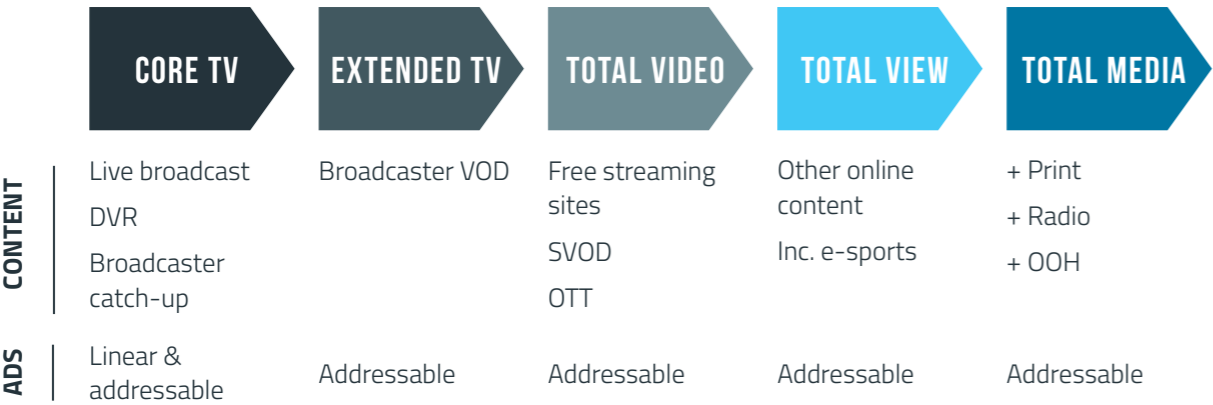 CORE TV
EXTENDED TV
TOTAL VIDEO
TOTAL VIEW
TOTAL MEDIA
CONTENT
Live broadcast
DVR
Broadcaster
catch-up
Broadcaster VOD
Free streaming
sites
SVOD
OTT
Other online
content
Inc. e-sports
+ Print
+ Radio
+ OOH
ADS
Linear &
addressable
Addressable
Addressable
Addressable
Addressable